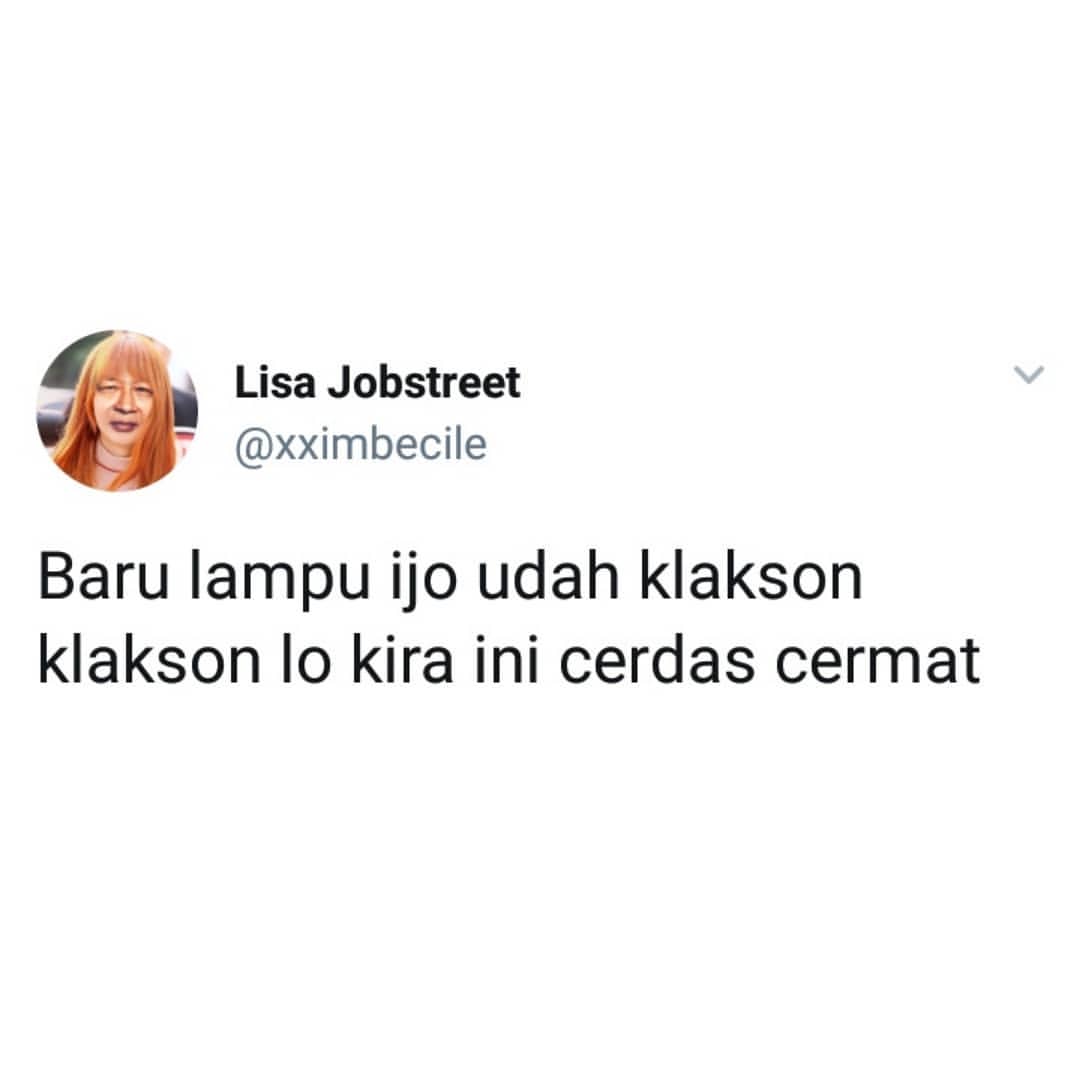 Lisa Jobstreet
@xximbecile
Baru lampu ijo udah klakson
klakson lo kira ini cerdas cermat